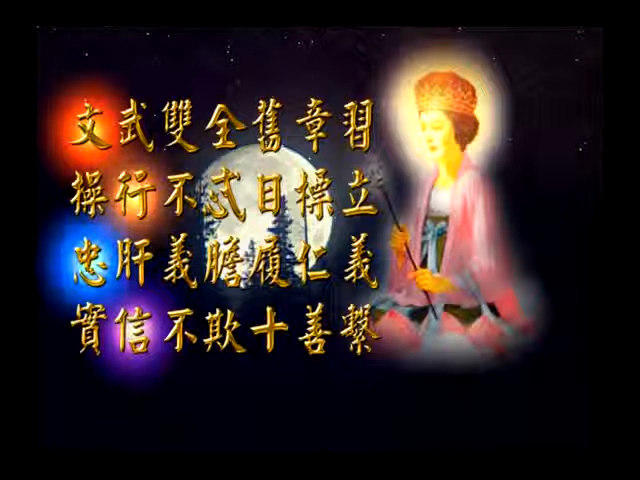 文武雙全舊章習
操行不忒目標立
忠肝義膽履仁義
實信不欺十善繫